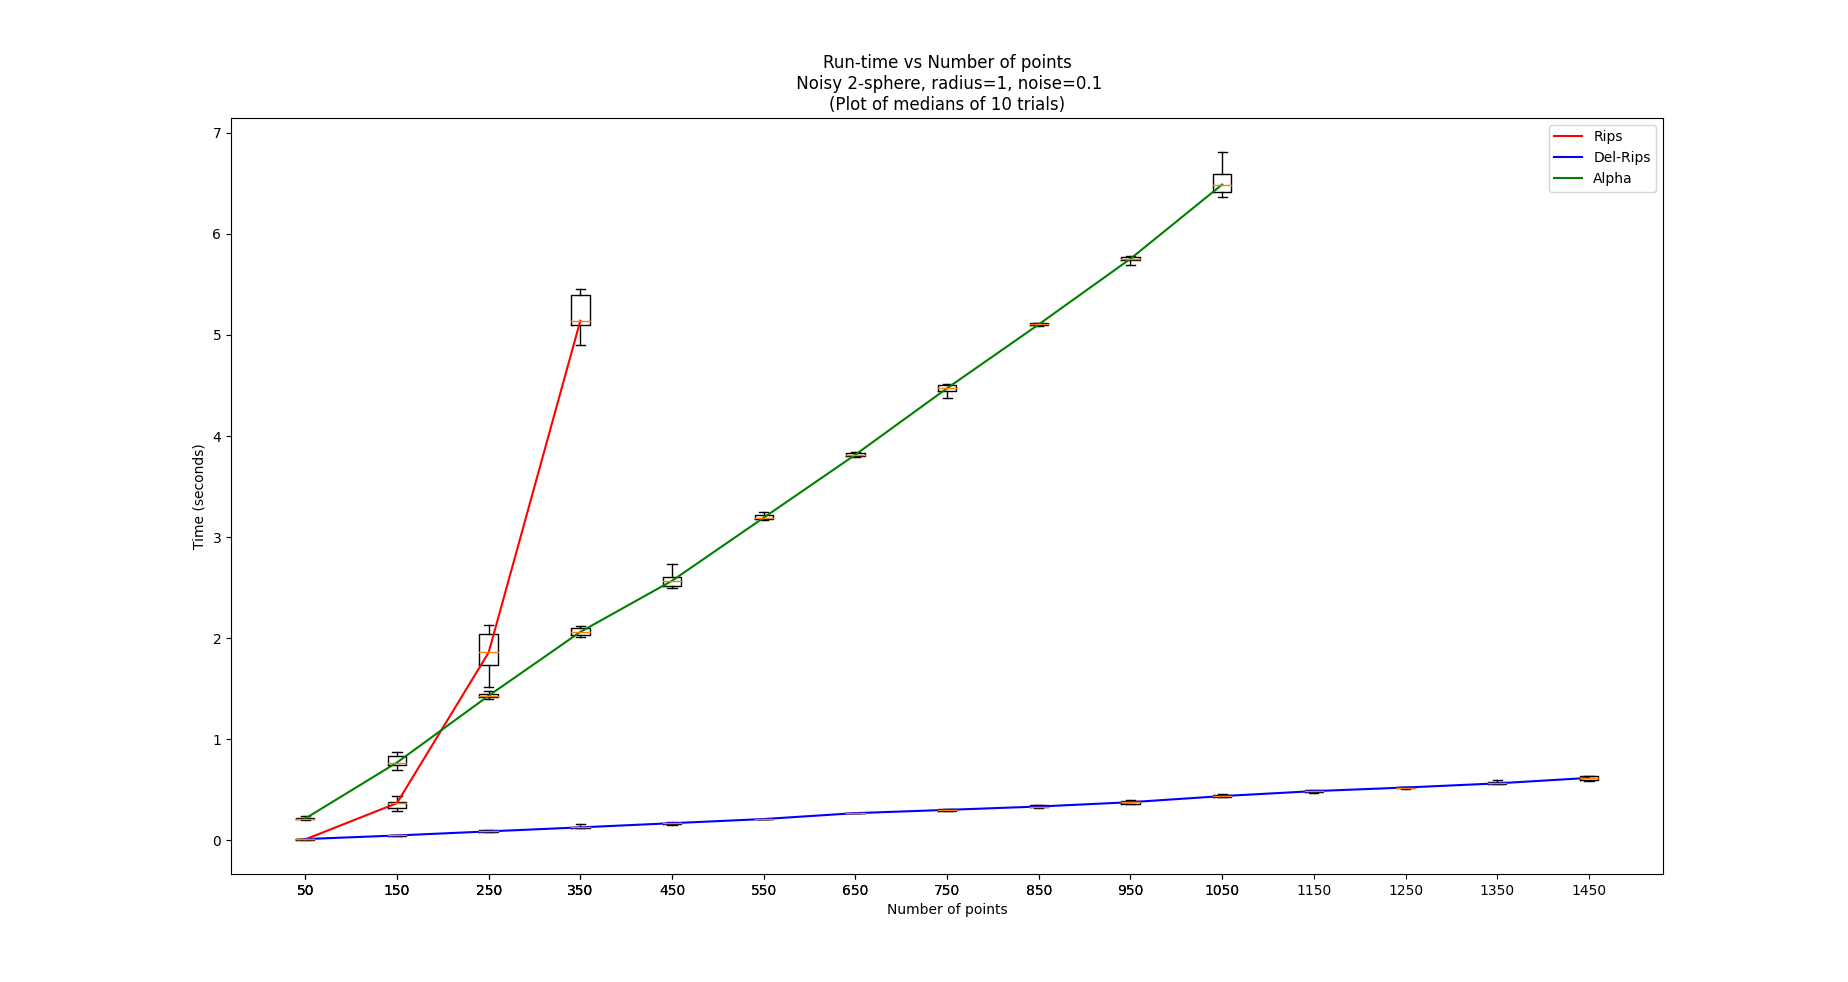 Run-time vs Number of points
Noisy 2-sphere, radius=1, noise=0.1
(Plot of medians of 10 trials)
Rips
Del-Rips
Alpha
7
6
5
4
3
2
1
0
Time (seconds)
50 150 250 350 450 550 650 750 850 950 1050 1150 1250 1350 1450
Number of points